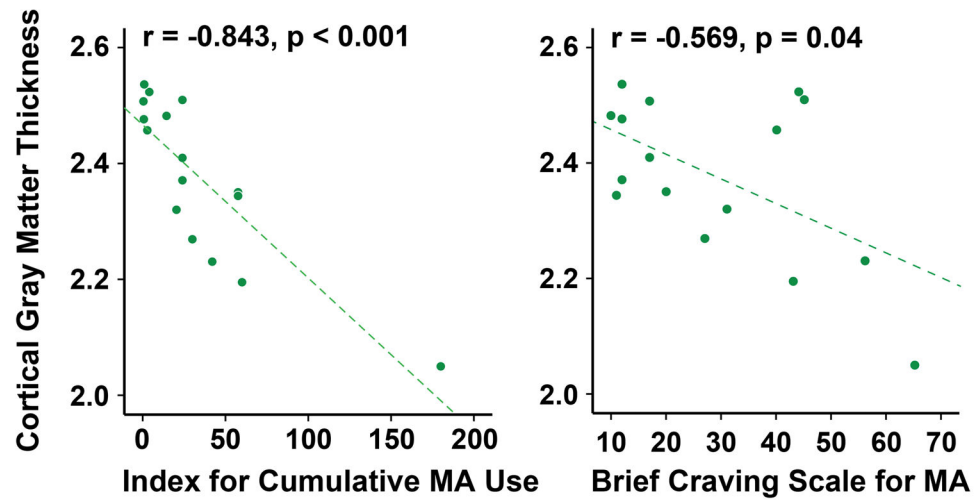 Cortical Gray Matter Thickness
r = -0.843, p < 0.001
2.6
2.4
2.2
2.0
0 50 100 150 200
Index for Cumulative MA Use
r = -0.569, p = 0.04
2.6
2.4
2.2
2.0
10 20 30 40 50 60 70
Brief Craving Scale for MA